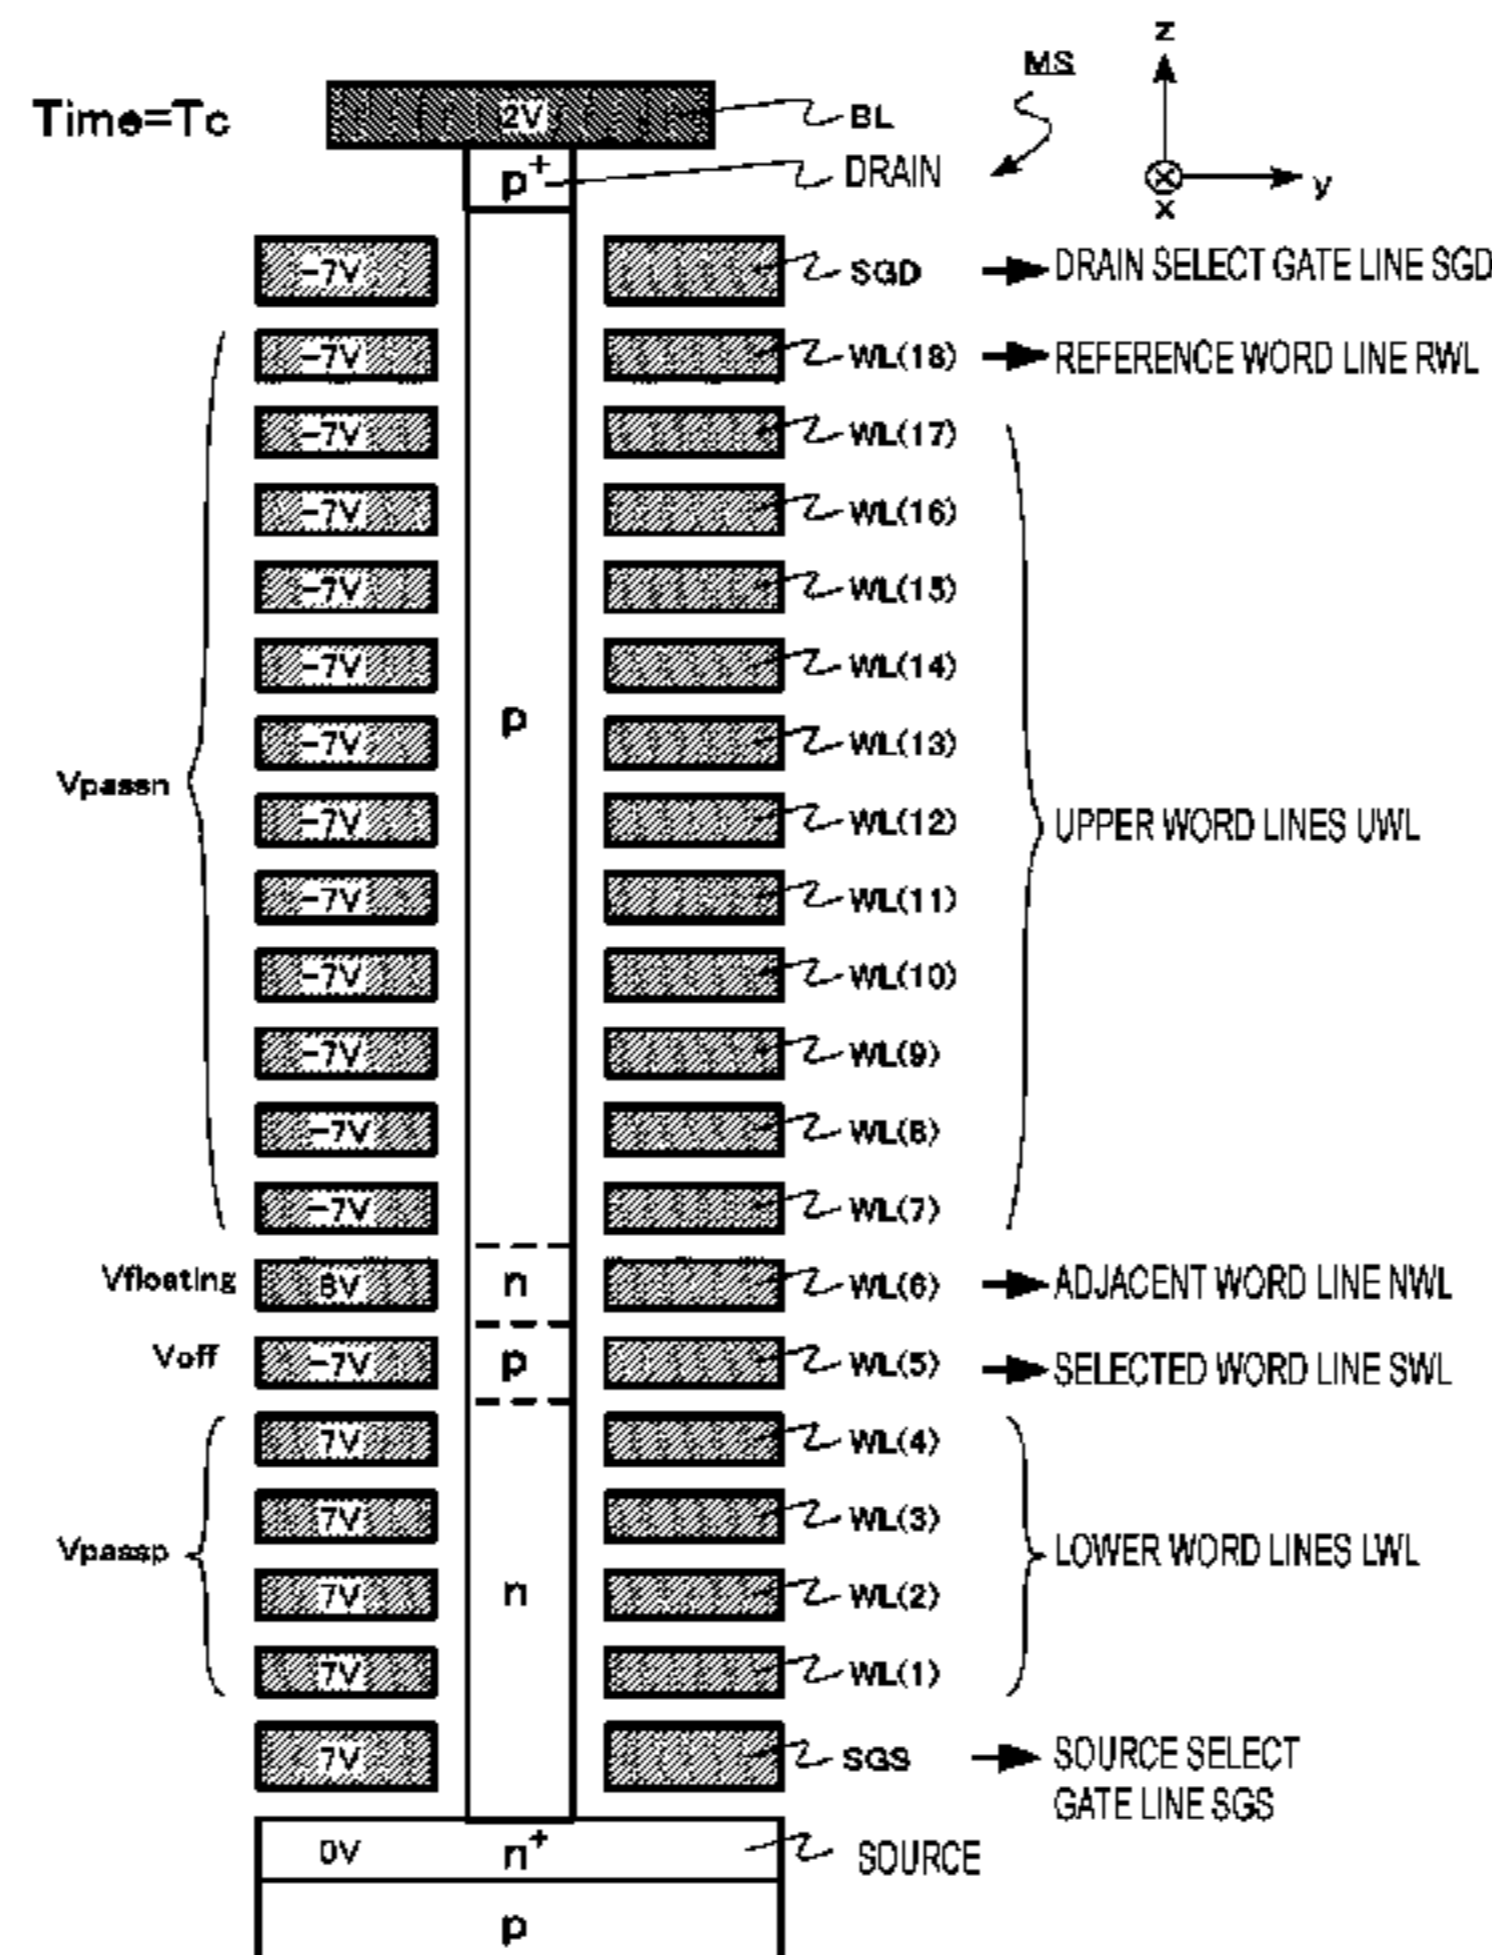 z
MS
Time=Tc
2V
BL
p+
DRAIN
y
x
-7V
SGD
DRAIN SELECT GATE LINE SGD
-7V
WL(18)
REFERENCE WORD LINE RWL
-7V
WL(17)
-7V
WL(16)
-7V
WL(15)
-7V
WL(14)
p
-7V
WL(13)
Vpassn
-7V
WL(12)
UPPER WORD LINES UWL
-7V
WL(11)
-7V
WL(10)
-7V
WL(9)
-7V
WL(8)
-7V
WL(7)
Vfloating
n
WL(6)
ADJACENT WORD LINE NWL
Voff
-7V
p
WL(5)
SELECTED WORD LINE SWL
7V
WL(4)
7V
WL(3)
Vpassp
LOWER WORD LINES LWL
7V
n
WL(2)
7V
WL(1)
7V
SGS
SOURCE SELECT
GATE LINE SGS
0V
n+
SOURCE
p